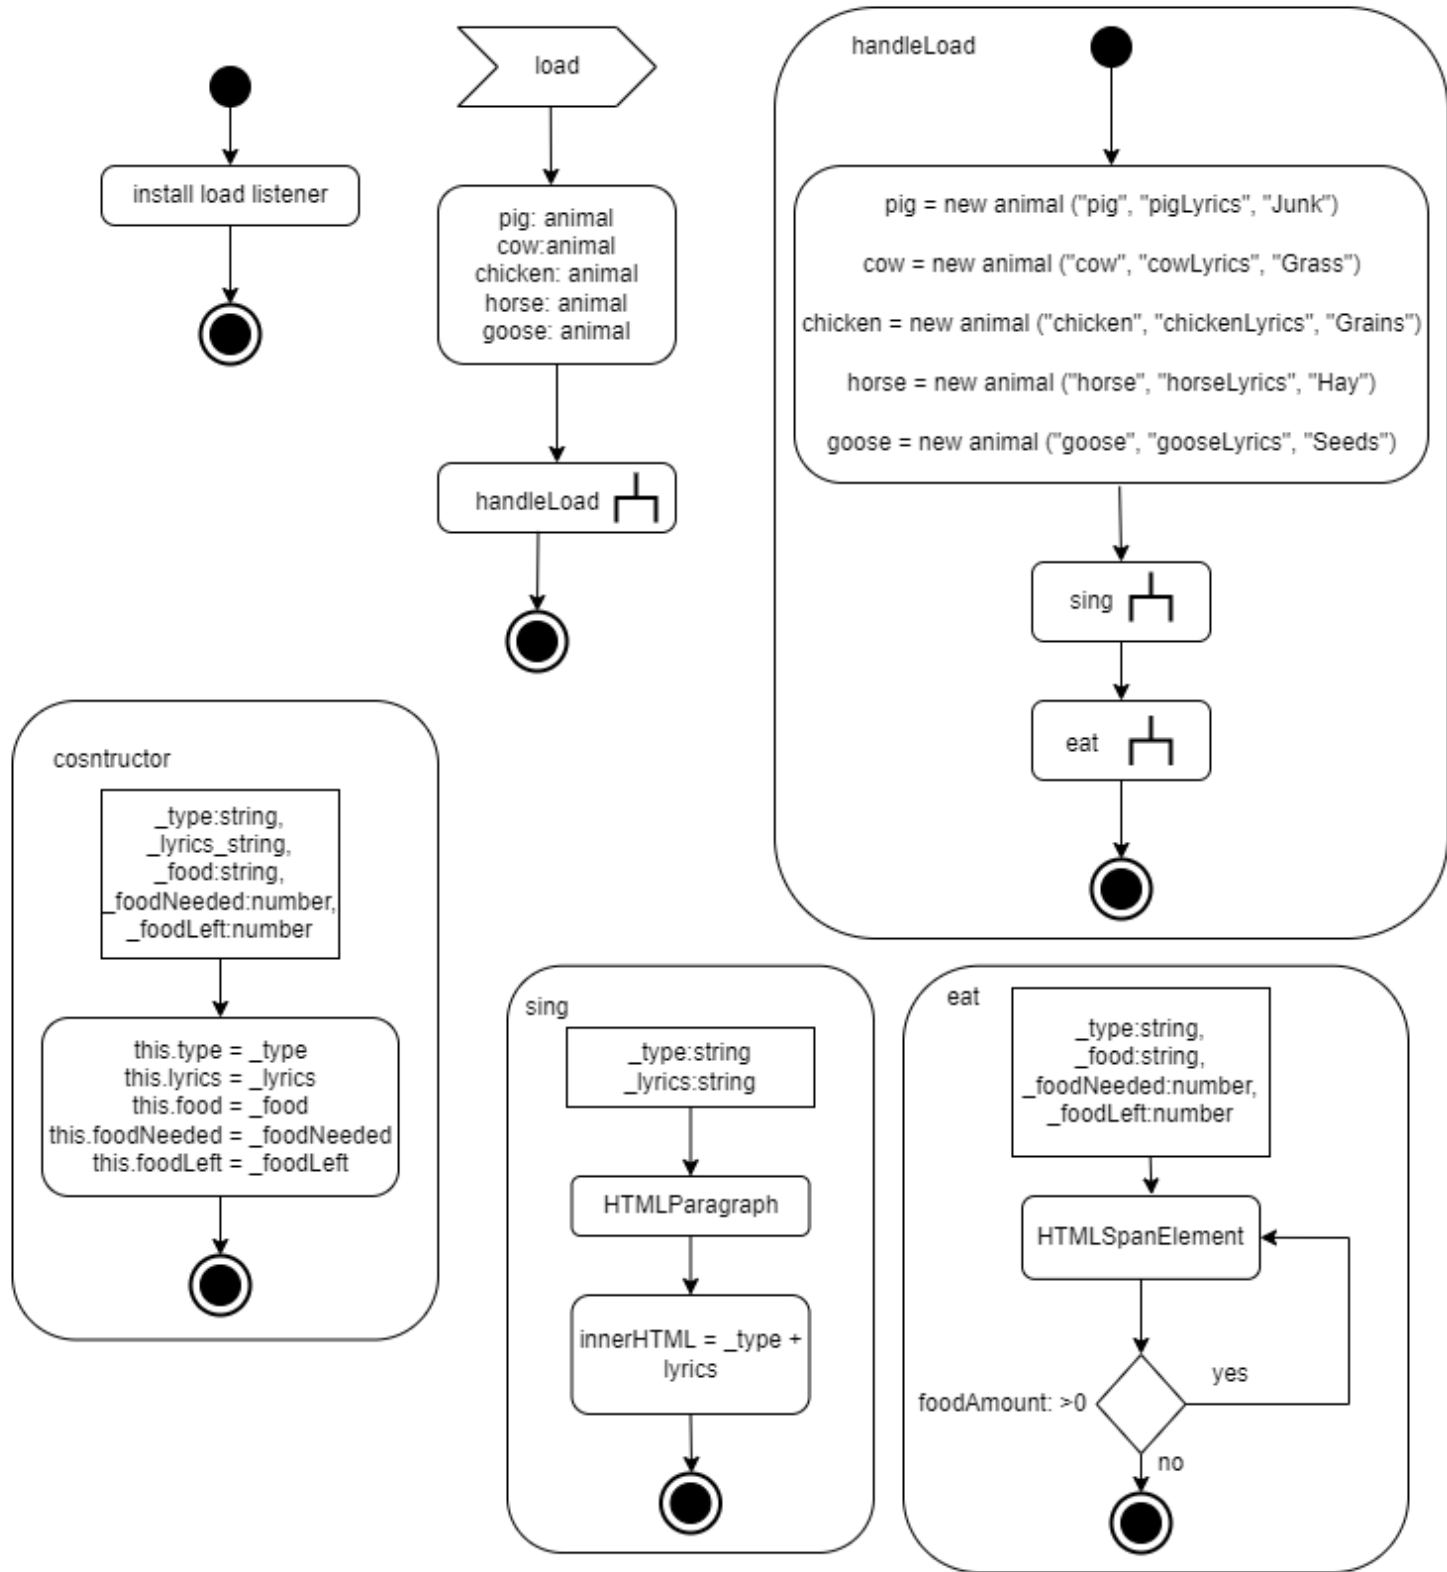 install load listener
load
pig: animal
cow:animal
chicken: animal
horse: animal
goose: animal
handleLoad
handleLoad
pig = new animal ("pig", "pigLyrics", "Junk")
cow = new animal ("cow", "cowLyrics", "Grass")
chicken = new animal ("chicken", "chickenLyrics", "Grains")
horse = new animal ("horse", "horseLyrics", "Hay")
goose = new animal ("goose", "gooseLyrics", "Seeds")
sing
eat
cosntructor
_type:string,
_lyrics_string,
_food:string,
_foodNeeded:number,
_foodLeft:number
this.type = _type
this.lyrics = _lyrics
this.food = _food
this.foodNeeded = _foodNeeded
this.foodLeft = _foodLeft
sing
_type:string
_lyrics:string
HTMLParagraph
innerHTML = _type +
lyrics
eat
_type:string,
_food:string,
_foodNeeded:number,
_foodLeft:number
HTMLSpanElement
foodAmount: >0
yes
no